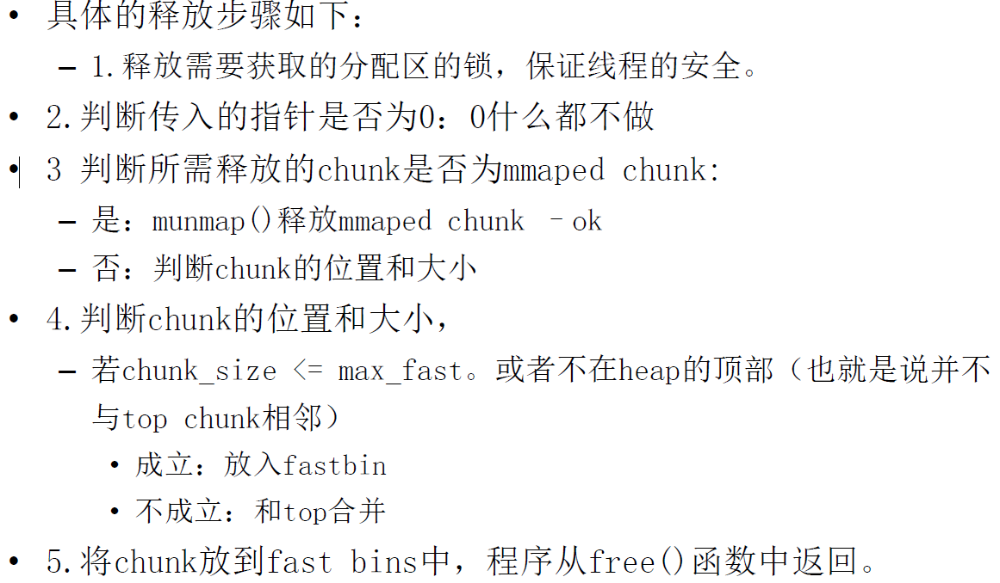 • 具体的释放步骤如下：
– 1.释放需要获取的分配区的锁，保证线程的安全。
• 2.判断传入的指针是否为0：0什么都不做
• 3 判断所需释放的chunk是否为mmaped chunk:
– 是：munmap()释放mmaped chunk –ok
– 否：判断chunk的位置和大小
• 4.判断chunk的位置和大小，
– 若chunk_size <= max_fast。或者不在heap的顶部（也就是说并不
与top chunk相邻）
• 成立：放入fastbin
• 不成立：和top合并
• 5.将chunk放到fast bins中，程序从free()函数中返回。